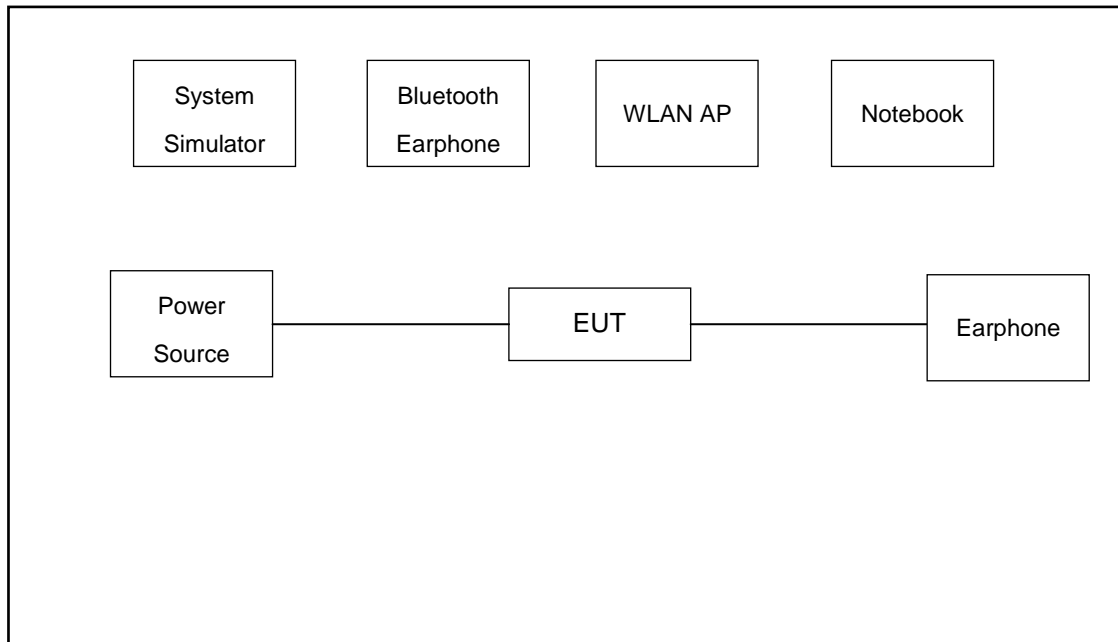 System
Simulator
Bluetooth
Earphone
WLAN AP
Notebook
Power
Source
EUT
Earphone